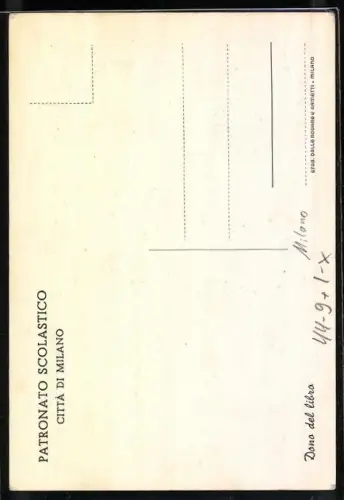 PATRONATO SCOLASTICO
CITTÀ DI MILANO
Dono del libro
Milano
44-9+1-X